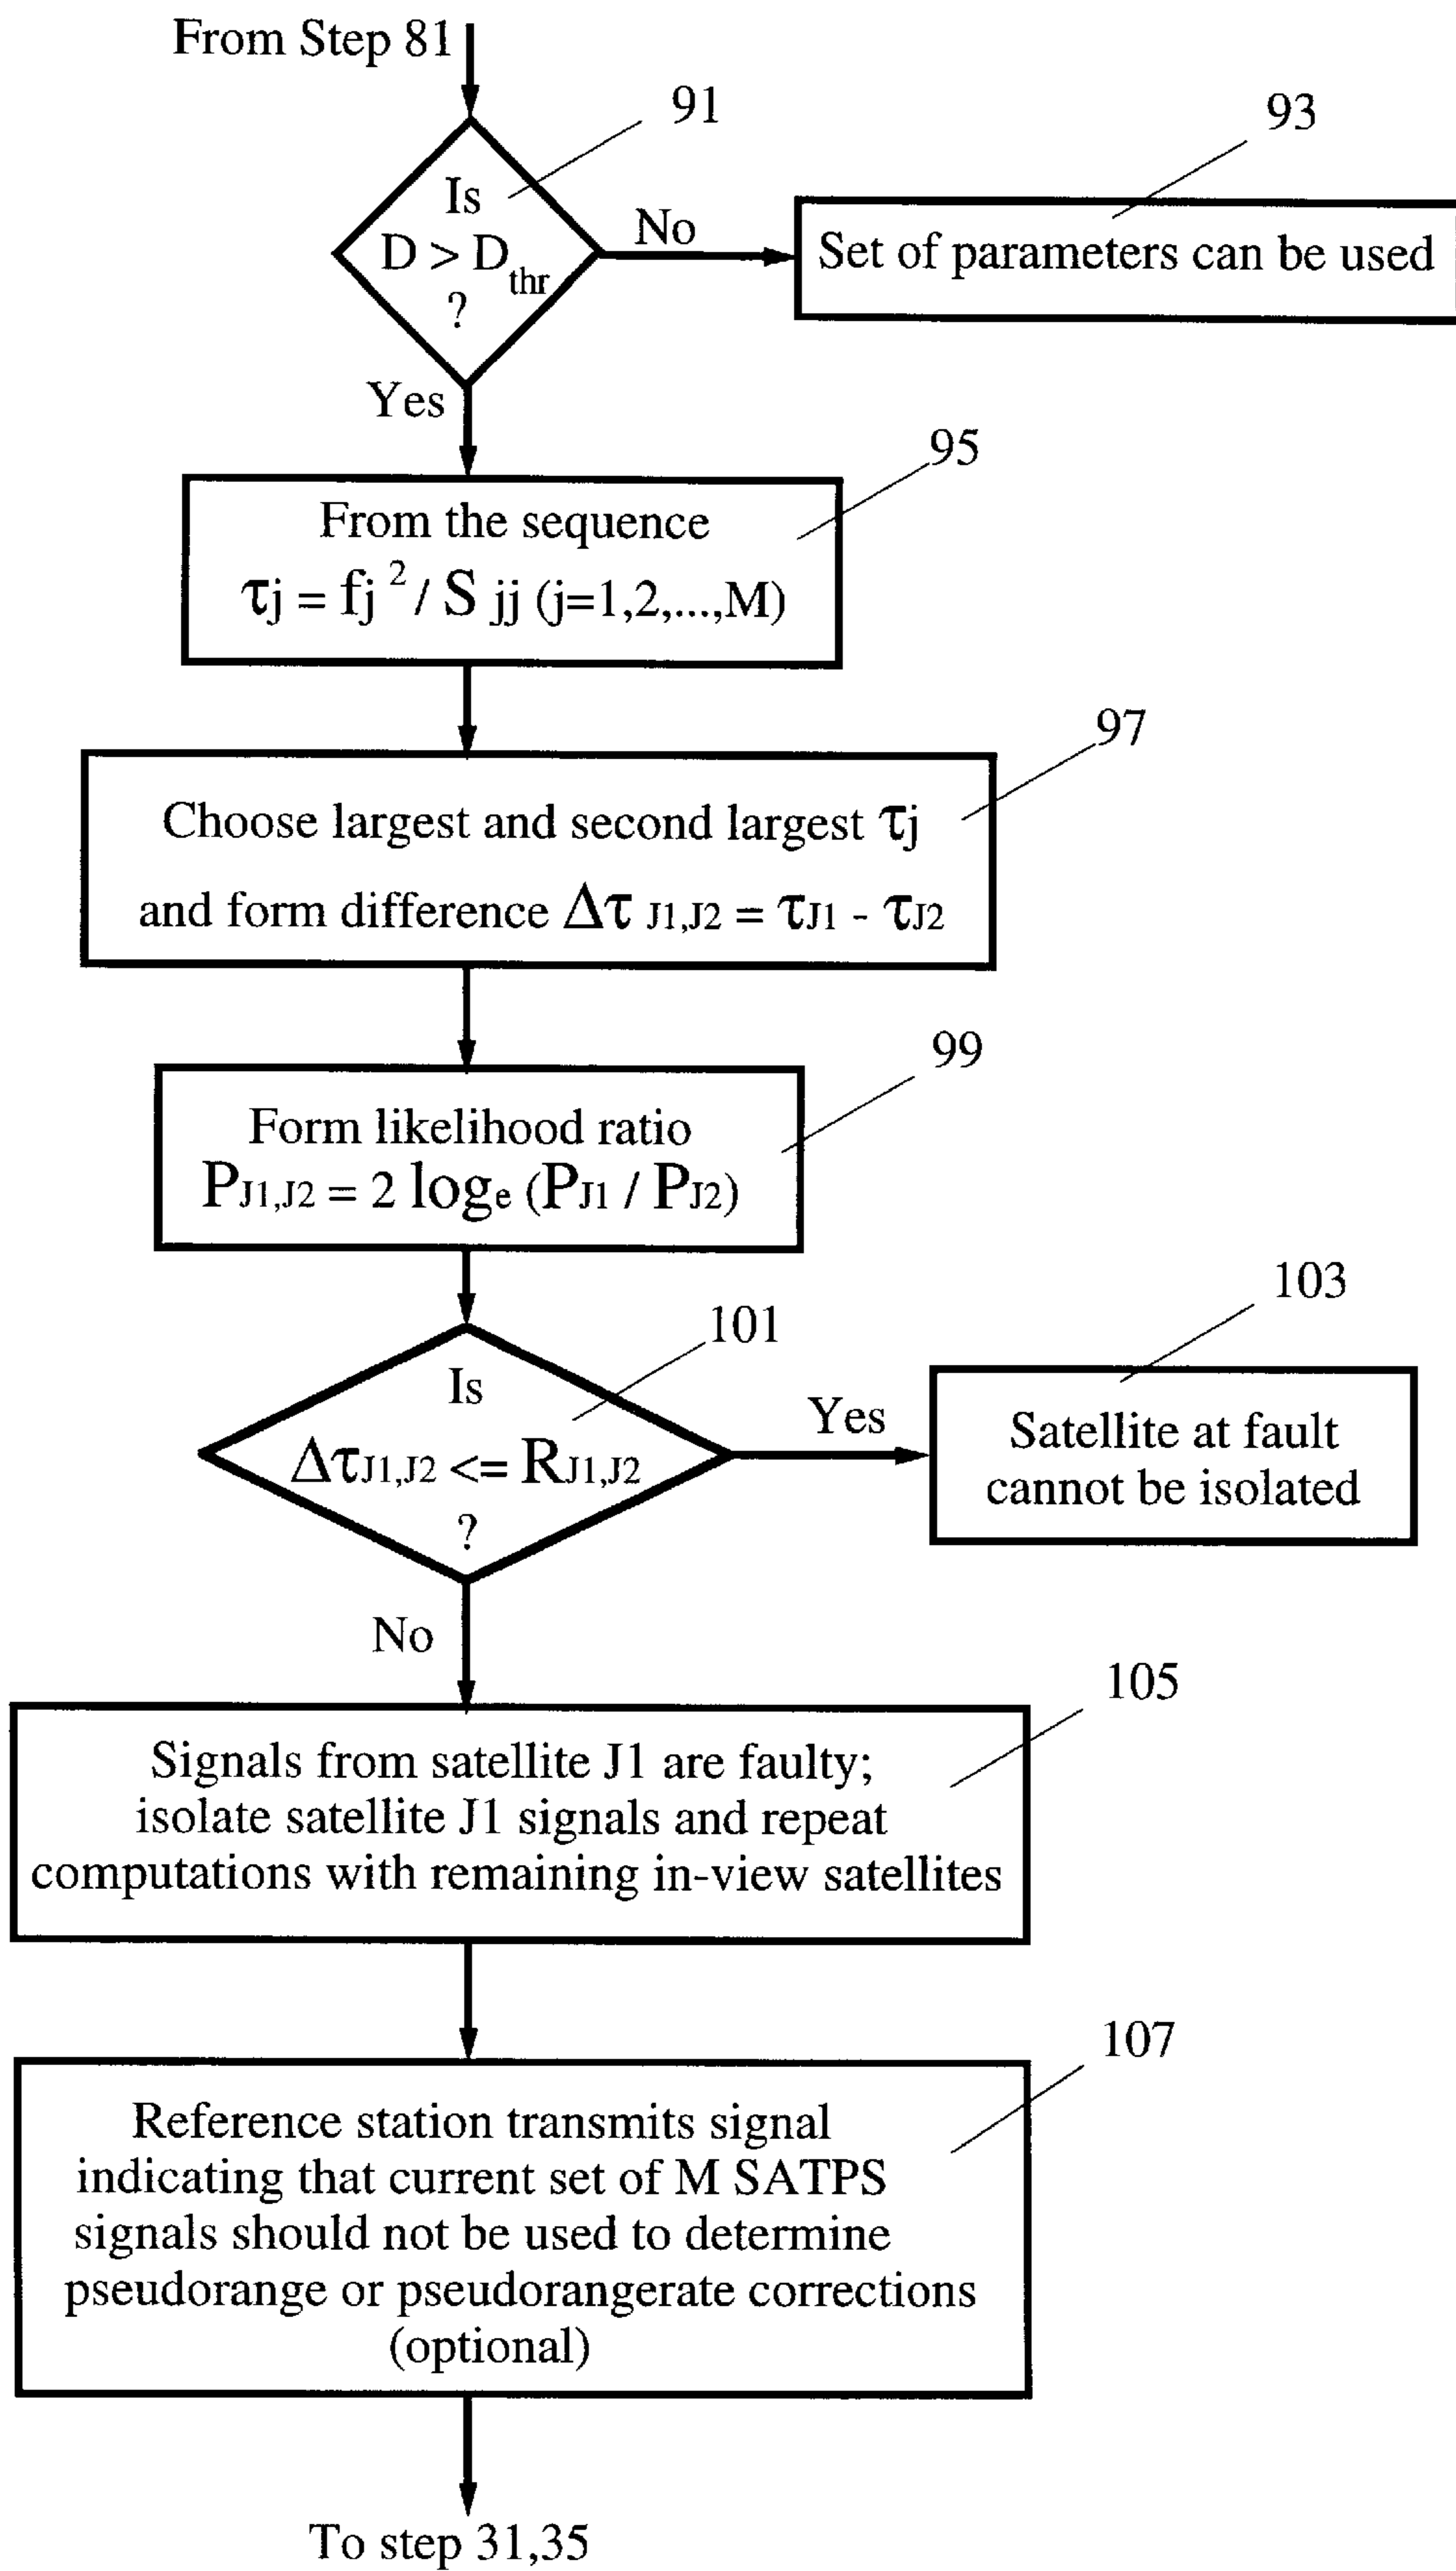 From Step 81
91
Is
D > D thr
?
No
93
Set of parameters can be used
Yes
95
From the sequence
τj = fj ² / S jj (j=1,2,...,M)
97
Choose largest and second largest τj
and form difference Δτ J1,J2 = τJ1 - τJ2
99
Form likelihood ratio
PJ1,J2 = 2 loge (PJ1 / PJ2)
101
Is
ΔτJ1,J2 <= RJ1,J2
?
Yes
103
Satellite at fault
cannot be isolated
No
105
Signals from satellite J1 are faulty;
isolate satellite J1 signals and repeat
computations with remaining in-view satellites
107
Reference station transmits signal
indicating that current set of M SATPS
signals should not be used to determine
pseudorange or pseudorangerate corrections
(optional)
To step 31,35